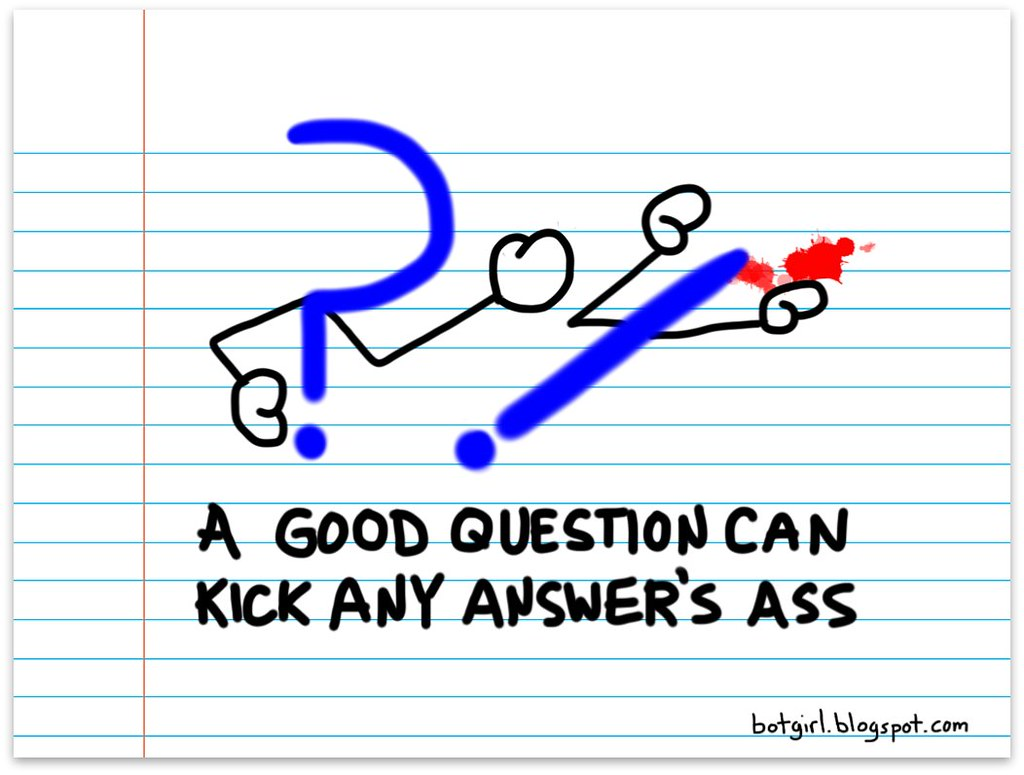 A GOOD QUESTION CAN
KICK ANY ANSWER'S ASS
botgirl.blogspot.com